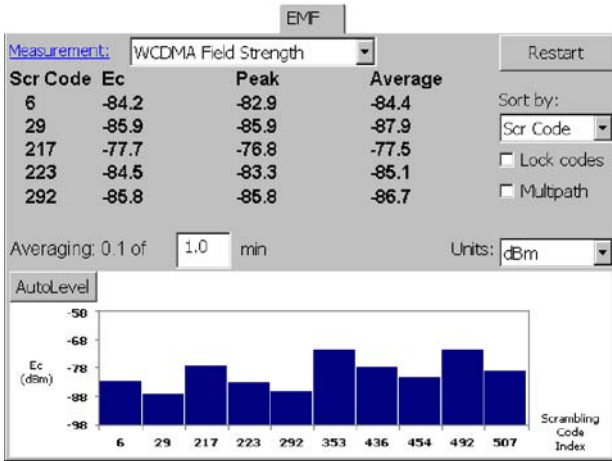 EMF
Measurement: WCDMA Field Strength Restart
Scr Code Ec Peak Average
6 -84.2 -82.9 -84.4
Sort by:
29 -85.9 -85.9 -87.9
Scr Code
217 -77.7 -76.8 -77.5
Lock codes
223 -84.5 -83.3 -85.1
Multipath
292 -85.8 -85.8 -86.7
Averaging: 0.1 of 1.0 min Units: dBm
AutoLevel
-58
-68
-78
-88
-98
Ec
(dBm)
6 29 217 223 292 353 436 454 492 507
Scrambling
Code
Index